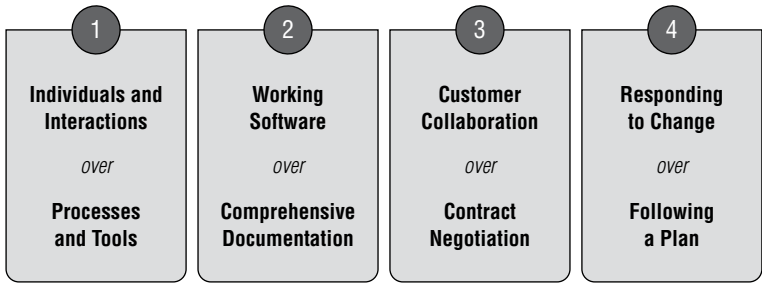 1
Individuals and
Interactions
over
Processes
and Tools
2
Working
Software
over
Comprehensive
Documentation
3
Customer
Collaboration
over
Contract
Negotiation
4
Responding
to Change
over
Following
a Plan